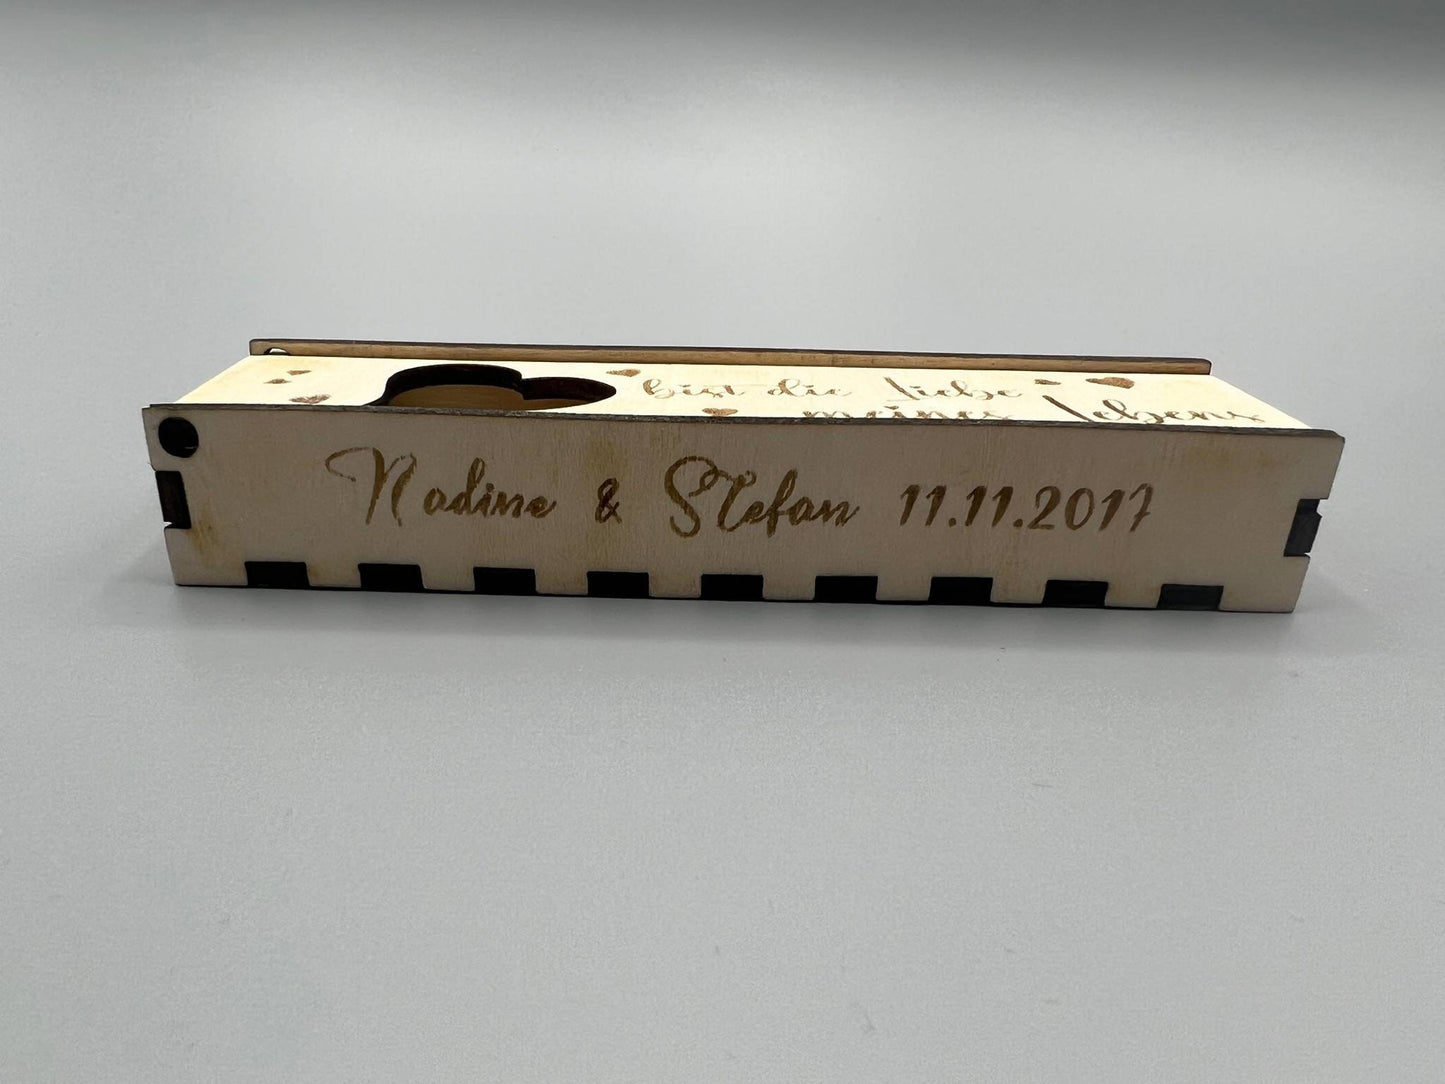 bist die Liebe
meines Lebens
Nadine & Stefan 11.11.2017